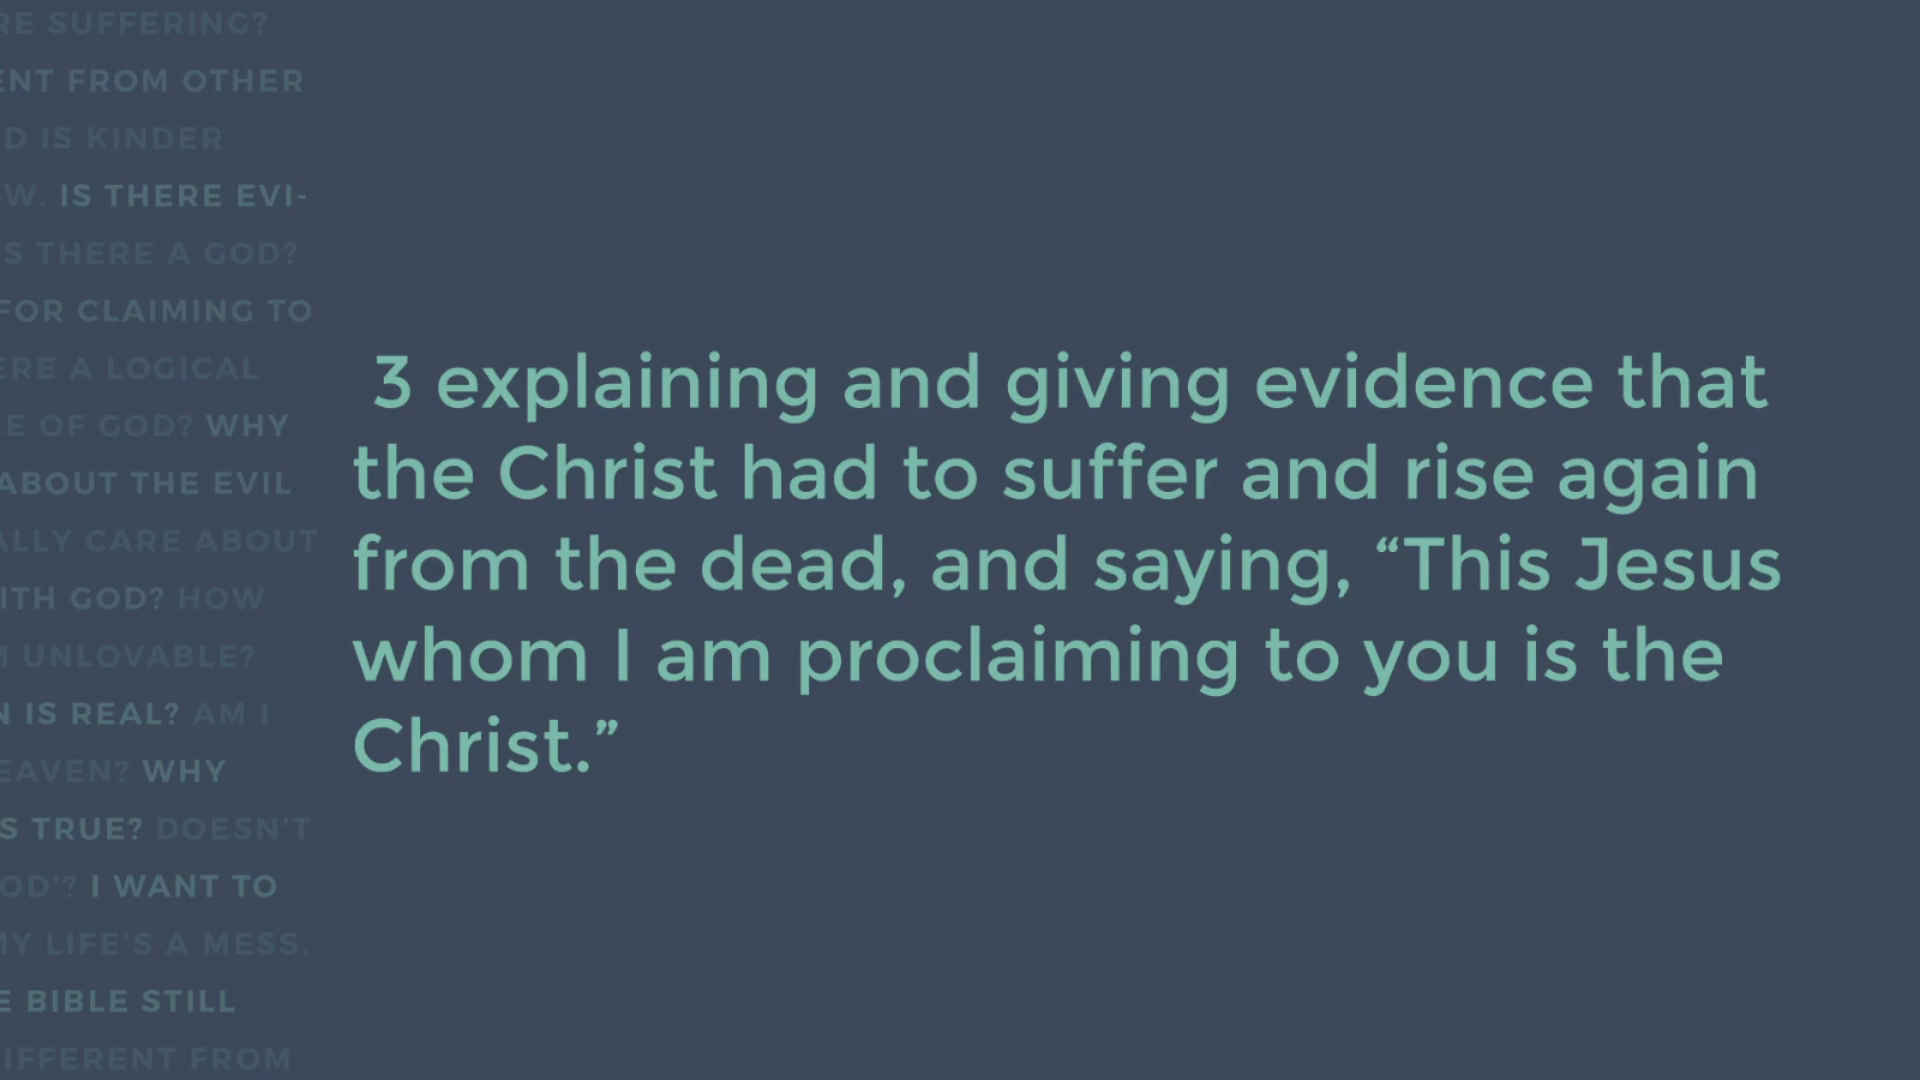 RE SUFFERING?
ENT FROM OTHER
D IS KINDER
W. IS THERE EVI-
S THERE A GOD?
FOR CLAIMING TO
ERE A LOGICAL
CE OF GOD? WHY
ABOUT THE EVIL
ALLY CARE ABOUT
ITH GOD? HOW
M UNLOVABLE?
N IS REAL? AM I
EAVEN? WHY
S TRUE? DOESN'T
OD'? I WANT TO
MY LIFE'S A MESS.
E BIBLE STILL
IFFERENT FROM
3 explaining and giving evidence that
the Christ had to suffer and rise again
from the dead, and saying, “This Jesus
whom I am proclaiming to you is the
Christ.”